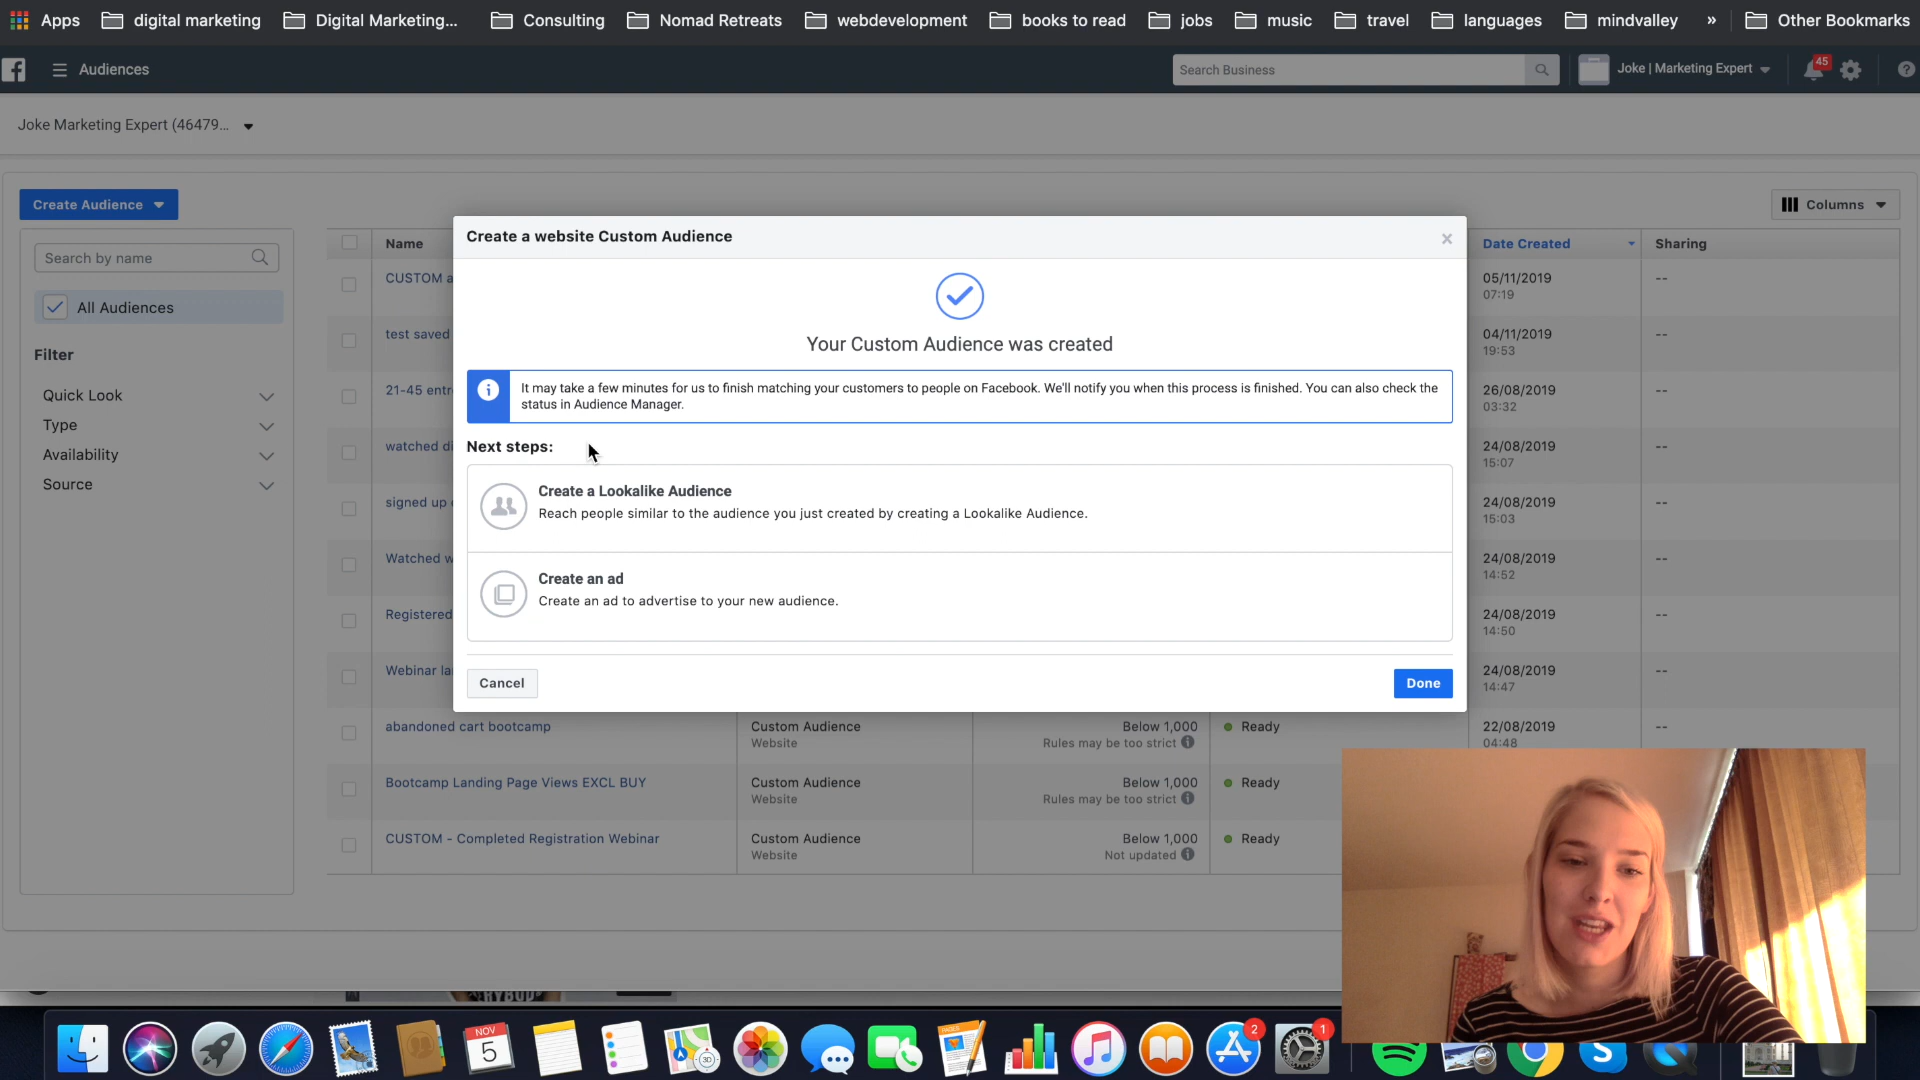 Apps
digital marketing
Digital Marketing...
Consulting
Nomad Retreats
webdevelopment
books to read
jobs
music
travel
languages
mindvalley
»
Other Bookmarks
Audiences
Search Business
Joke | Marketing Expert
45
Joke Marketing Expert (46479...
Create Audience
Columns
Search by name
All Audiences
Filter
Quick Look
Type
Availability
Source
Name
Date Created
Sharing
CUSTOM a
05/11/2019
07:19
--
test saved
04/11/2019
19:53
--
21-45 entr
26/08/2019
03:32
--
watched di
24/08/2019
15:07
--
signed up
24/08/2019
15:03
--
Watched w
24/08/2019
14:52
--
Registered
24/08/2019
14:50
--
Webinar la
24/08/2019
14:47
--
abandoned cart bootcamp
Custom Audience
Website
Below 1,000
Rules may be too strict
Ready
22/08/2019
04:48
--
Bootcamp Landing Page Views EXCL BUY
Custom Audience
Website
Below 1,000
Rules may be too strict
Ready
CUSTOM - Completed Registration Webinar
Custom Audience
Website
Below 1,000
Not updated
Ready
Create a website Custom Audience
Your Custom Audience was created
It may take a few minutes for us to finish matching your customers to people on Facebook. We'll notify you when this process is finished. You can also check the
status in Audience Manager.
Next steps:
Create a Lookalike Audience
Reach people similar to the audience you just created by creating a Lookalike Audience.
Create an ad
Create an ad to advertise to your new audience.
Cancel
Done
NOV
5
PAGES
3D
2
1